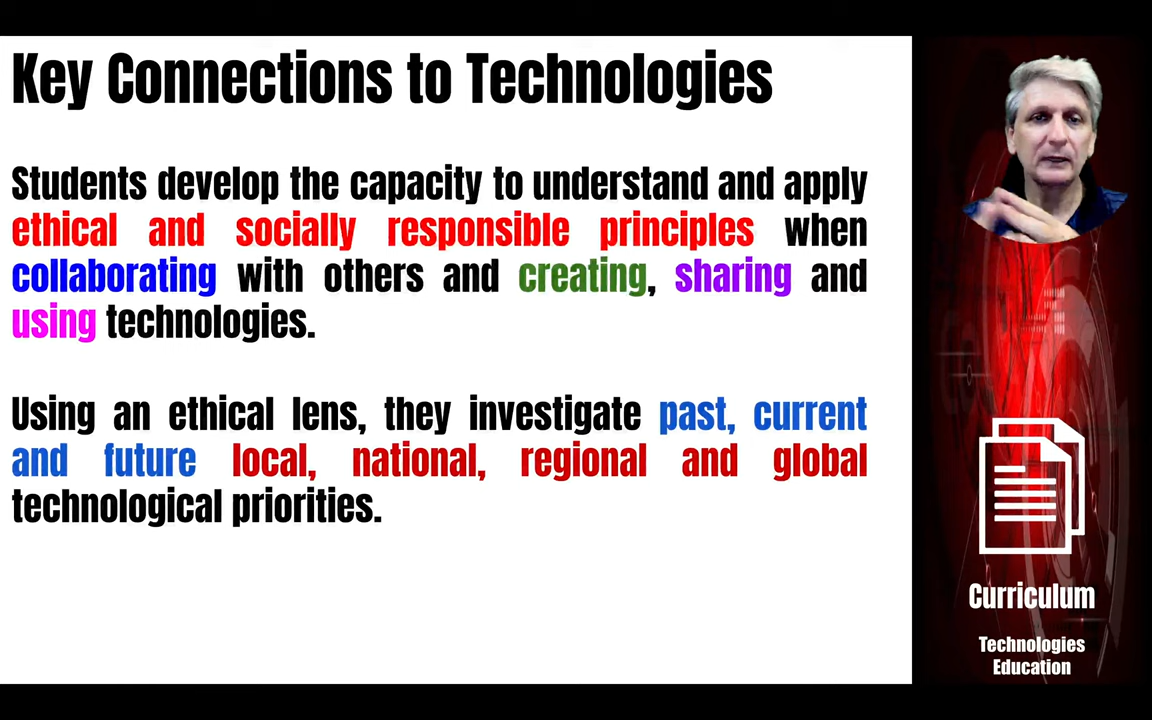 Key Connections to Technologies
Students develop the capacity to understand and apply
ethical and socially responsible principles when
collaborating with others and creating, sharing and
using technologies.
Using an ethical lens, they investigate past, current
and future local, national, regional and global
technological priorities.
Curriculum
Technologies
Education